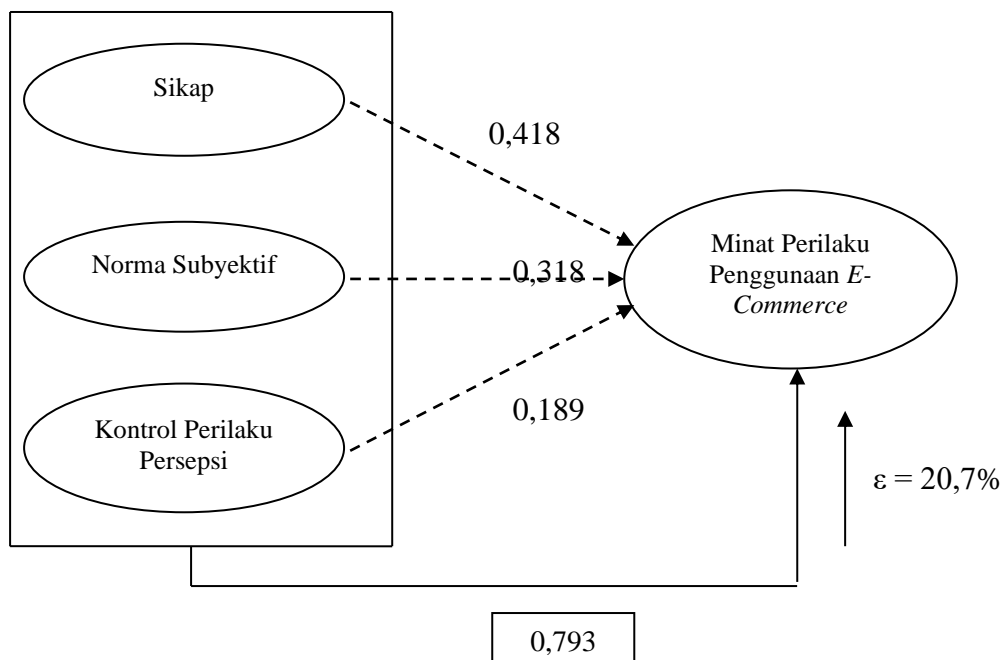 Sikap
0,418
Norma Subyektif
0,318
Minat Perilaku
Penggunaan E-
Commerce
Kontrol Perilaku
Persepsi
0,189
ε = 20,7%
0,793